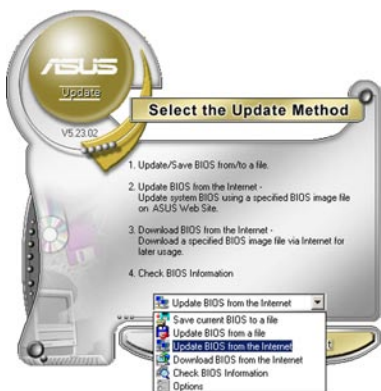 ASUS
Update
V5.23.02
Select the Update Method
1. Update/Save BIOS from/to a file.
2. Update BIOS from the Internet -
Update system BIOS using a specified BIOS image file
on ASUS Web Site.
3. Download BIOS from the Internet -
Download a specified BIOS image file via Internet for
later usage.
4. Check BIOS Information
Update BIOS from the Internet
Save current BIOS to a file
Update BIOS from a file
Update BIOS from the Internet
Download BIOS from the Internet
Check BIOS Information
Options